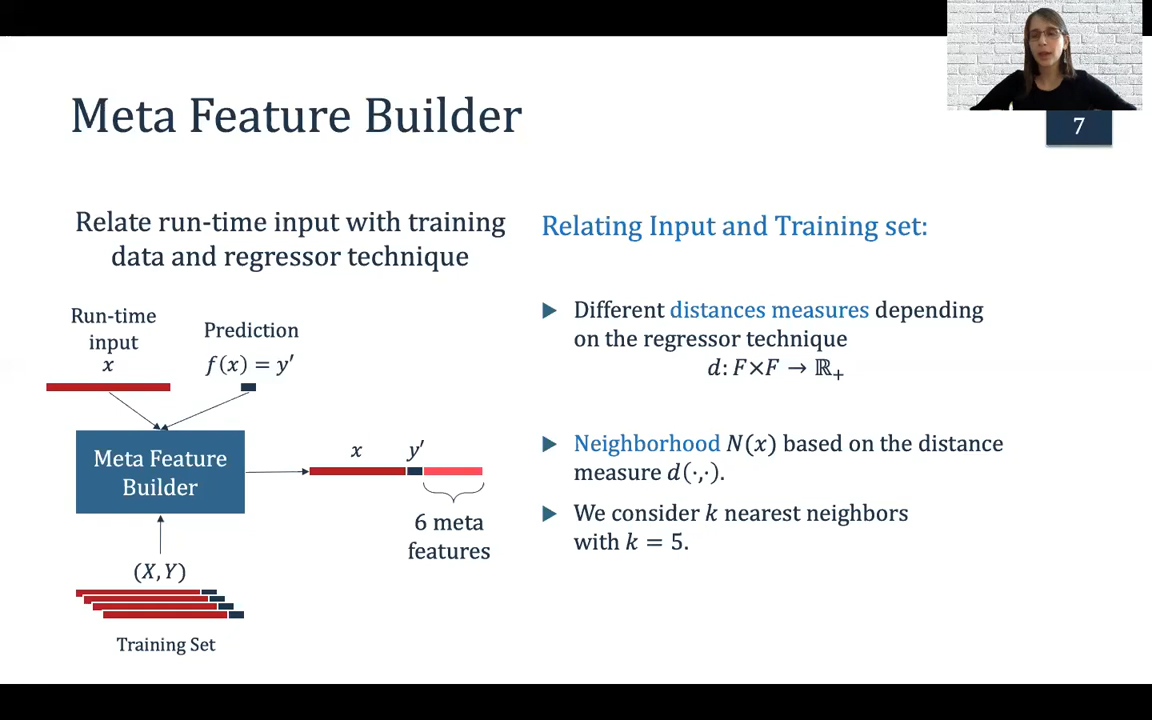 Meta Feature Builder
7
Relate run-time input with training
data and regressor technique
Run-time
input
x
Prediction
f(x) = y′
Meta Feature
Builder
x
y′
6 meta
features
(X, Y)
Training Set
Relating Input and Training set:
Different distances measures depending
on the regressor technique
d: F×F → ℝ₊
Neighborhood N(x) based on the distance
measure d(·,·).
We consider k nearest neighbors
with k = 5.